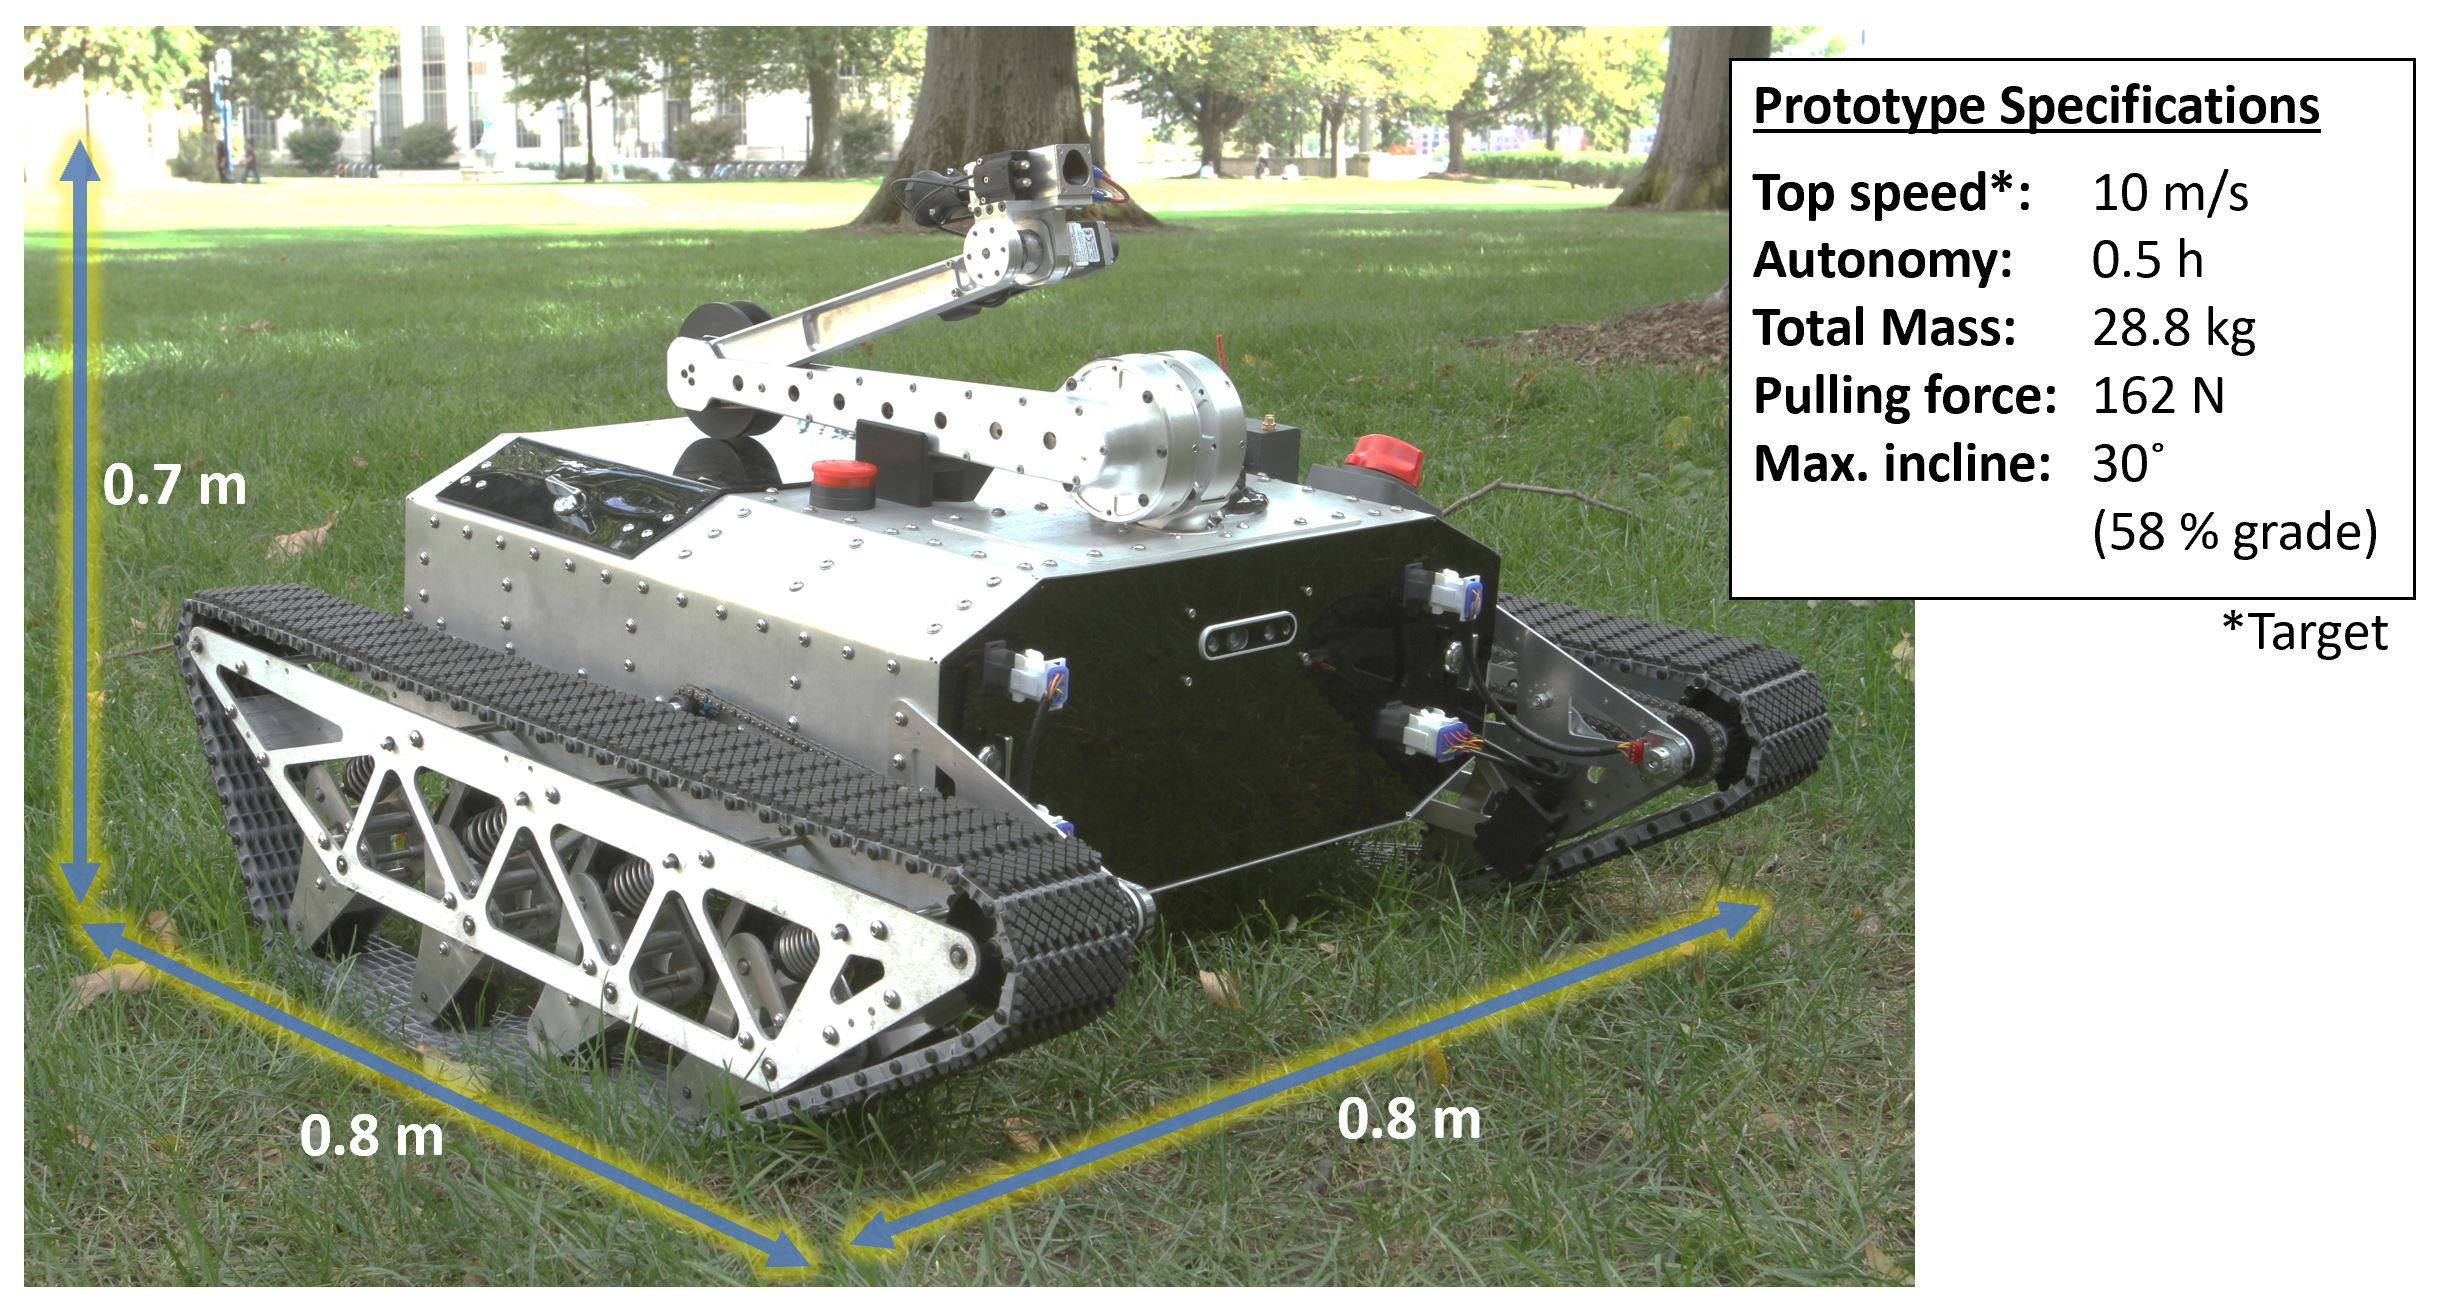 Prototype Specifications
Top speed*: 10 m/s
Autonomy: 0.5 h
Total Mass: 28.8 kg
Pulling force: 162 N
Max. incline: 30˚
(58 % grade)
*Target
0.7 m
0.8 m
0.8 m